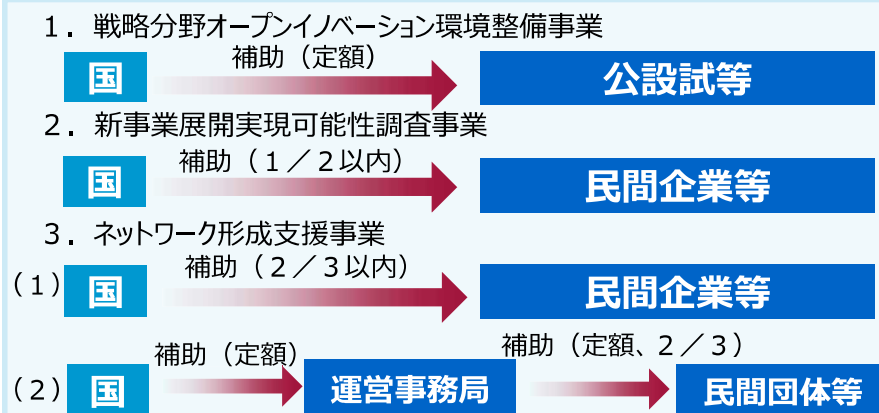 １．戦略分野オープンイノベーション環境整備事業
国
補助（定額）
公設試等
２．新事業展開実現可能性調査事業
国
補助（１／２以内）
民間企業等
３．ネットワーク形成支援事業
（１）
国
補助（２／３以内）
民間企業等
（２）
国
補助（定額）
運営事務局
補助（定額、２／３）
民間団体等